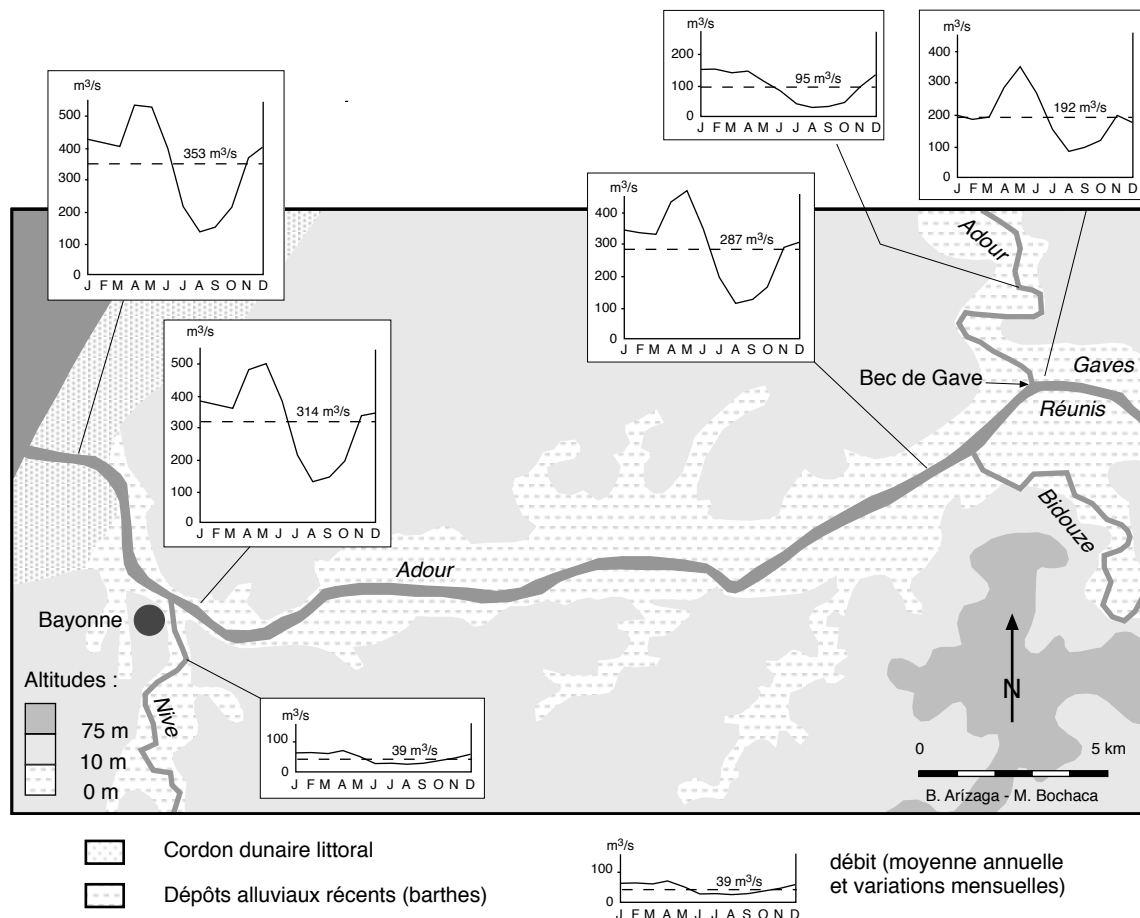 m³/s
200
100
0
95 m³/s
J F M A M J J A S O N D
m³/s
400
300
200
100
0
192 m³/s
J F M A M J J A S O N D
m³/s
500
400
300
200
100
0
353 m³/s
J F M A M J J A S O N D
m³/s
400
300
200
100
0
287 m³/s
J F M A M J J A S O N D
m³/s
500
400
300
200
100
0
314 m³/s
J F M A M J J A S O N D
Adour
Bec de Gave
Gaves
Réunis
Bidouze
Adour
Bayonne
Nive
m³/s
100
0
39 m³/s
J F M A M J J A S O N D
Altitudes :
75 m
10 m
0 m
N
0 5 km
B. Arízaga - M. Bochaca
Cordon dunaire littoral
Dépôts alluviaux récents (barthes)
m³/s
100
0
39 m³/s
J F M A M J J A S O N D
débit (moyenne annuelle
et variations mensuelles)